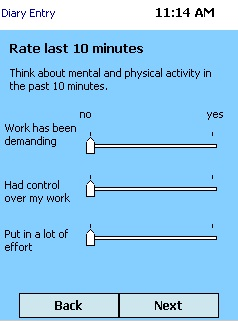 Diary Entry 11:14 AM
Rate last 10 minutes
Think about mental and physical activity in
the past 10 minutes.
no yes
Work has been
demanding
Had control
over my work
Put in a lot of
effort
Back Next